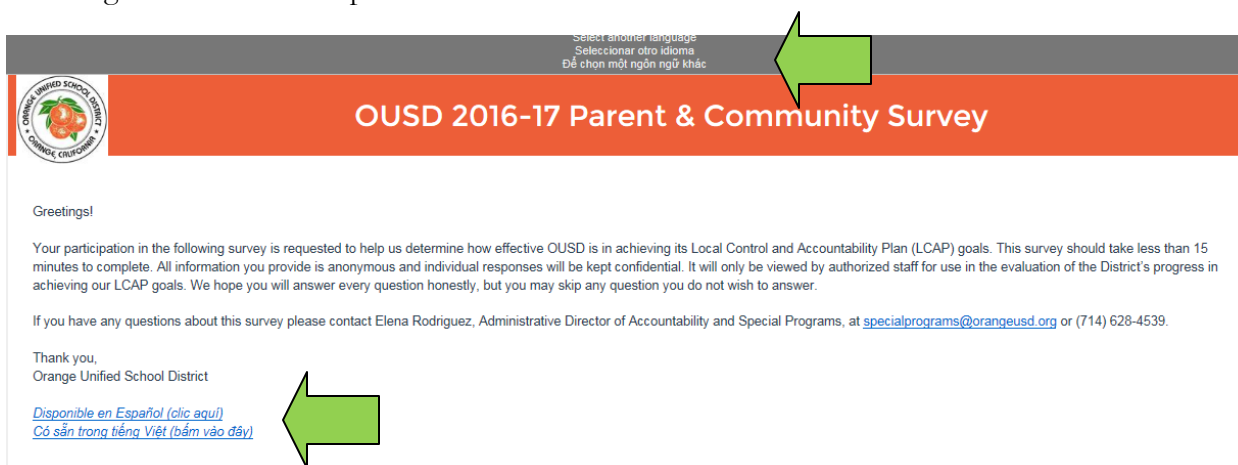 Select another language
Seleccionar otro idioma
Để chọn một ngôn ngữ khác
ORANGE UNIFIED SCHOOL DISTRICT
ORANGE, CALIFORNIA
OUSD 2016-17 Parent & Community Survey
Greetings!
Your participation in the following survey is requested to help us determine how effective OUSD is in achieving its Local Control and Accountability Plan (LCAP) goals. This survey should take less than 15
minutes to complete. All information you provide is anonymous and individual responses will be kept confidential. It will only be viewed by authorized staff for use in the evaluation of the District's progress in
achieving our LCAP goals. We hope you will answer every question honestly, but you may skip any question you do not wish to answer.
If you have any questions about this survey please contact Elena Rodriguez, Administrative Director of Accountability and Special Programs, at specialprograms@orangeusd.org or (714) 628-4539.
Thank you,
Orange Unified School District
Disponible en Español (clic aquí)
Có sẵn trong tiếng Việt (bấm vào đây)